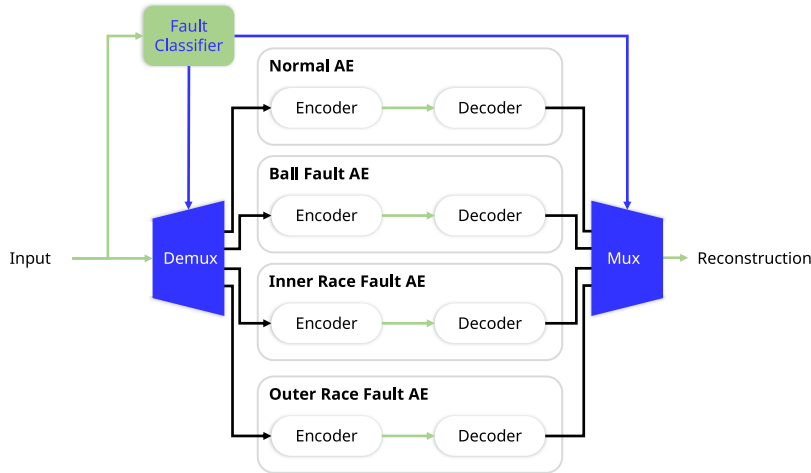 Fault
Classifier
Normal AE
Encoder
Decoder
Ball Fault AE
Encoder
Decoder
Input
Demux
Mux
Reconstruction
Inner Race Fault AE
Encoder
Decoder
Outer Race Fault AE
Encoder
Decoder